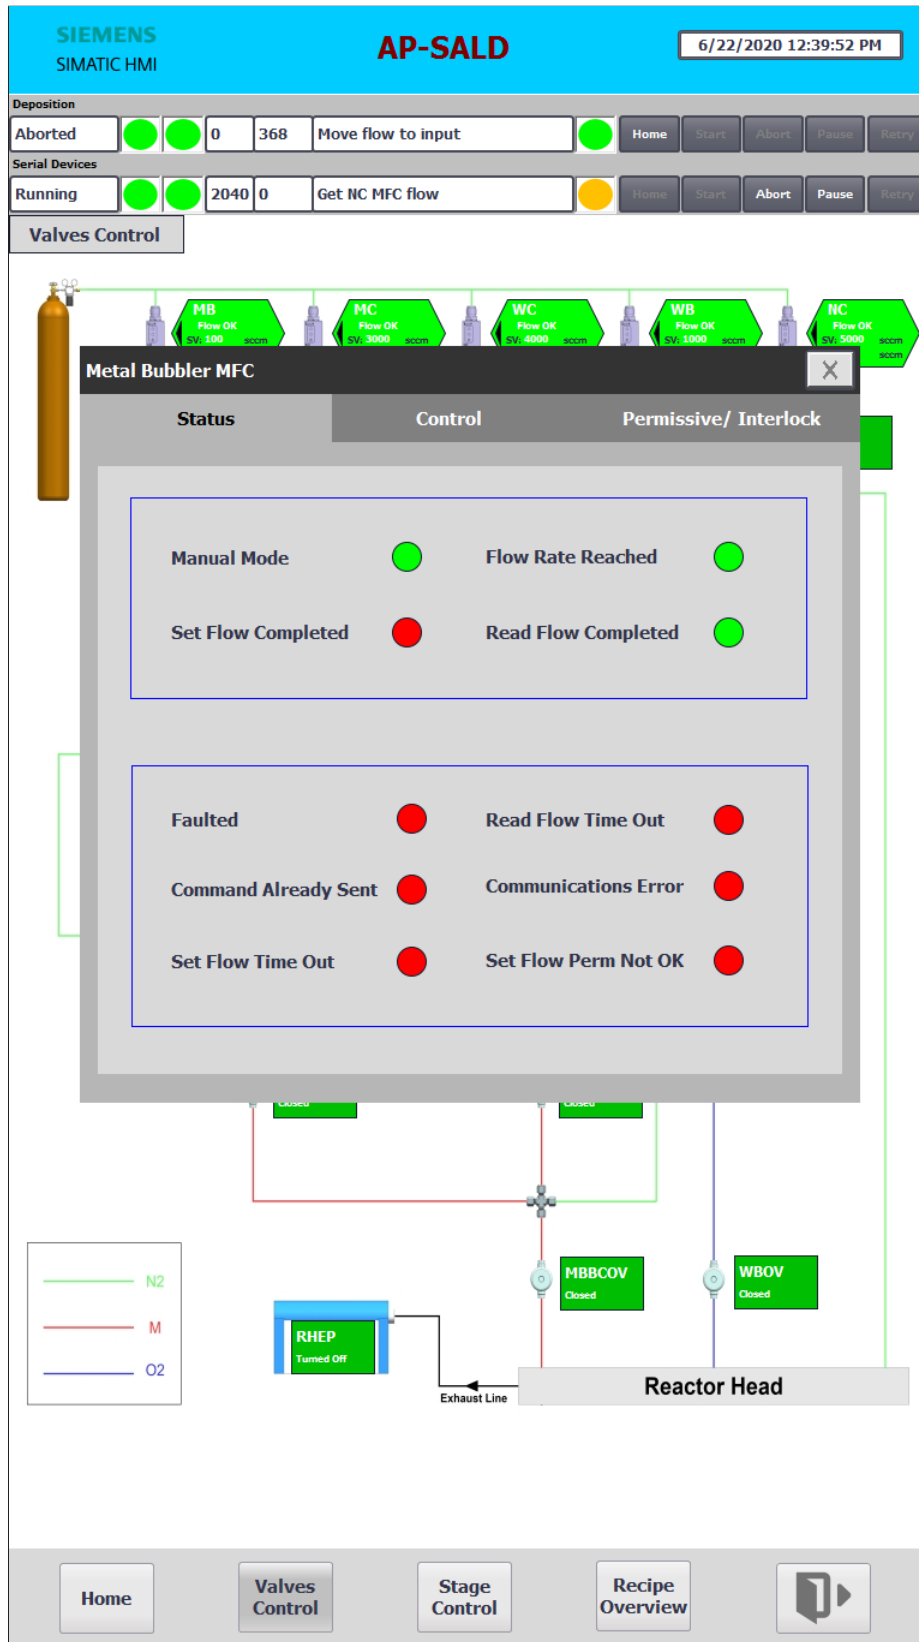 SIEMENS
SIMATIC HMI
AP-SALD
6/22/2020 12:39:52 PM
Deposition
Aborted 0 368 Move flow to input Home Start Abort Pause Retry
Serial Devices
Running 2040 0 Get NC MFC flow Home Start Abort Pause Retry
Valves Control
MB
Flow OK
SV: 100 sccm
MC
Flow OK
SV: 3000 sccm
WC
Flow OK
SV: 4000 sccm
WB
Flow OK
SV: 1000 sccm
NC
Flow OK
SV: 5000 sccm
sccm
Metal Bubbler MFC X
Status Control Permissive/ Interlock
Manual Mode Flow Rate Reached
Set Flow Completed Read Flow Completed
Faulted Read Flow Time Out
Command Already Sent Communications Error
Set Flow Time Out Set Flow Perm Not OK
Closed Closed
MBBCOV
Closed
WBOV
Closed
N2
M
O2
RHEP
Turned Off
Exhaust Line
Reactor Head
Home
Valves
Control
Stage
Control
Recipe
Overview